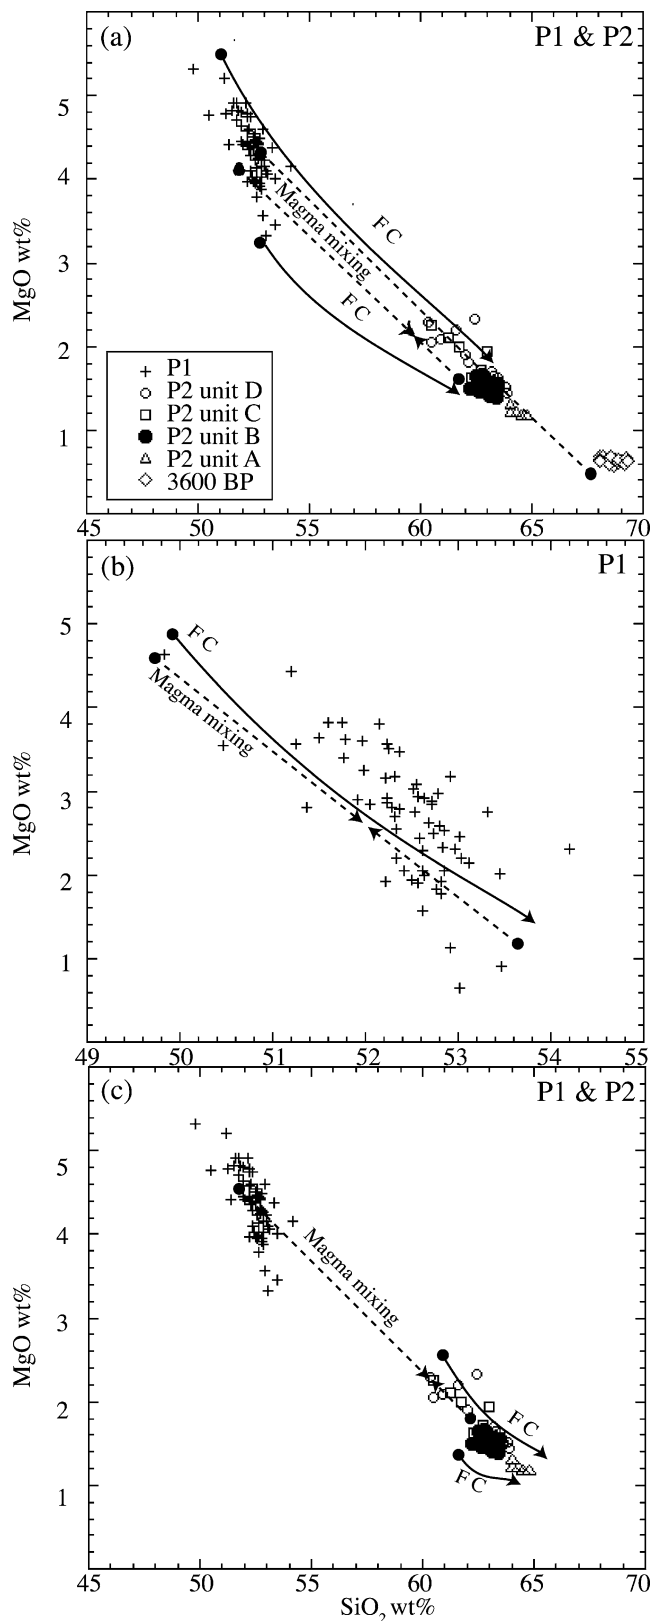 (a)
P1 & P2
5
4
3
2
1
MgO wt%
FC
Magma mixing
FC
P1
P2 unit D
P2 unit C
P2 unit B
P2 unit A
3600 BP
45 50 55 60 65 70
(b)
P1
5
4
3
2
1
MgO wt%
FC
Magma mixing
49 50 51 52 53 54 55
(c)
P1 & P2
5
4
3
2
1
MgO wt%
Magma mixing
FC
FC
45 50 55 60 65 70
SiO2 wt%